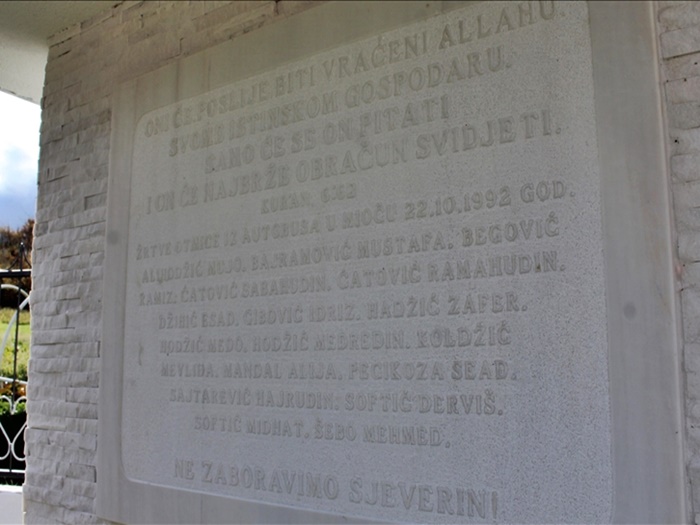 ONI ĆE POSLIJE BITI VRAĆENI ALLAHU,
SVOME ISTINSKOM GOSPODARU.
SAMO ĆE SE ON PITATI
I ON ĆE NAJBRŽE OBRAČUN SVIDJETI.
KUR'AN, 6:62
ŽRTVE OTMICE IZ AUTOBUSA U MIOČU 22.10.1992 GOD.
ALIHODŽIĆ MUJO, BAJRAMOVIĆ MUSTAFA, BEGOVIĆ
RAMIZ, ČATOVIĆ SABAHUDIN, ČATOVIĆ RAMAHUDIN,
DŽIHIĆ ESAD, GIBOVIĆ IDRIZ, HADŽIĆ ZAFER,
HODŽIĆ MEDO, HODŽIĆ MEDREDIN, KOLDŽIĆ
MEVLIDA, MANDAL ALIJA, PECIKOZA SEAD,
SAJTAREVIĆ HAJRUDIN, SOFTIĆ DERVIŠ,
SOFTIĆ MIDHAT, ŠEBO MEHMED.
NE ZABORAVIMO SJEVERIN!